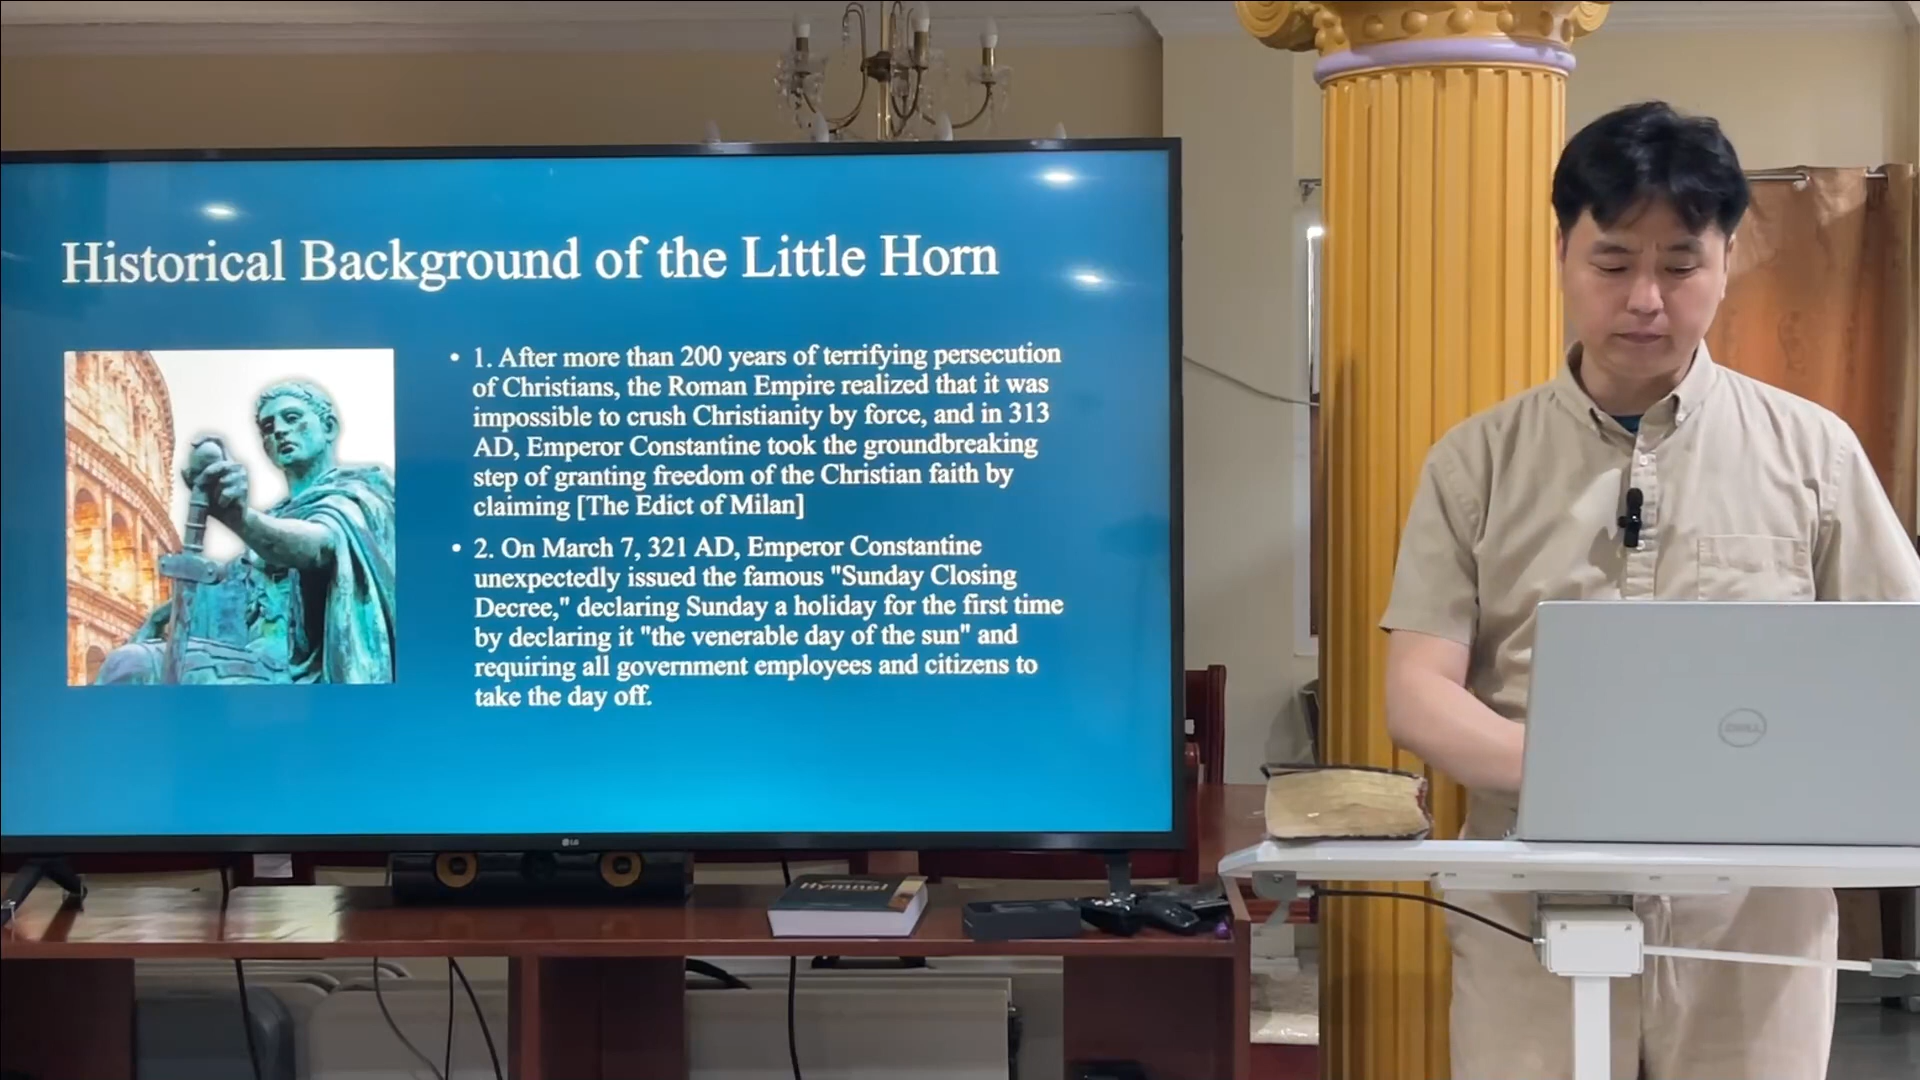 Historical Background of the Little Horn
• 1. After more than 200 years of terrifying persecution
of Christians, the Roman Empire realized that it was
impossible to crush Christianity by force, and in 313
AD, Emperor Constantine took the groundbreaking
step of granting freedom of the Christian faith by
claiming [The Edict of Milan]
• 2. On March 7, 321 AD, Emperor Constantine
unexpectedly issued the famous "Sunday Closing
Decree," declaring Sunday a holiday for the first time
by declaring it "the venerable day of the sun" and
requiring all government employees and citizens to
take the day off.
LG
Hymnal
DELL